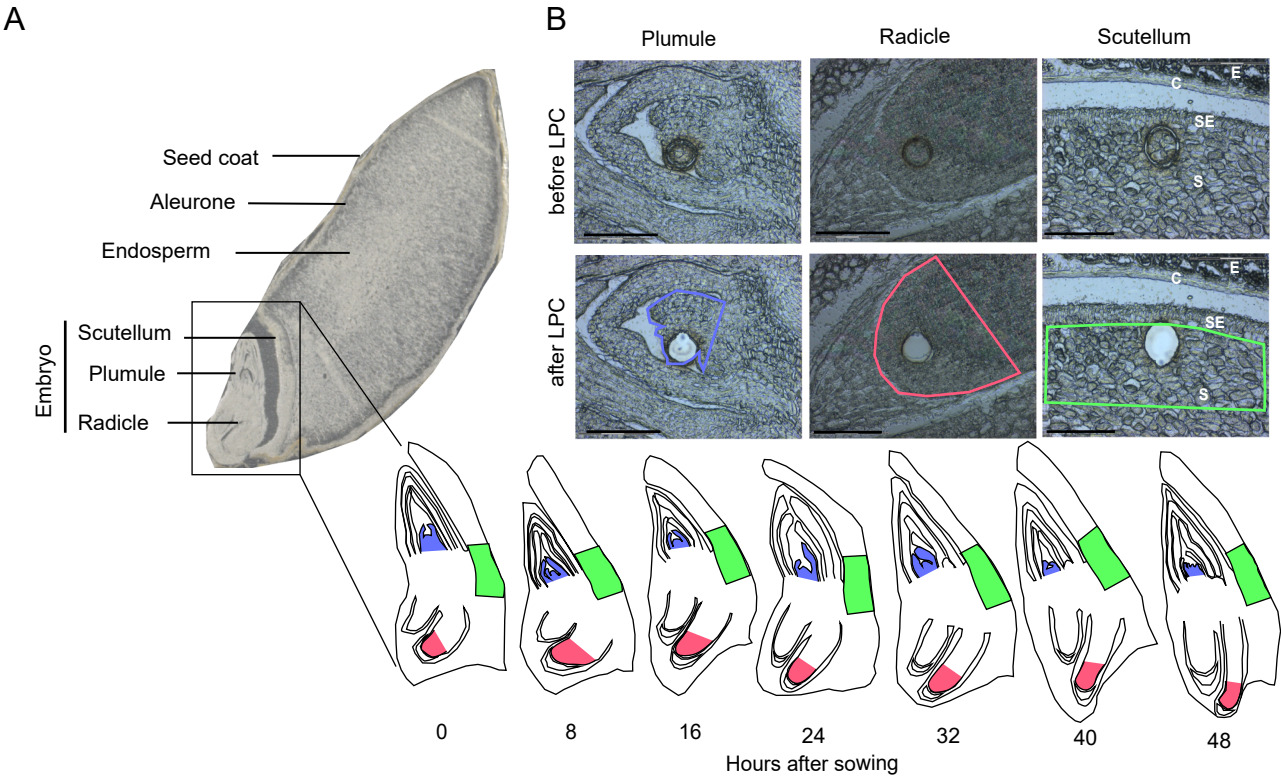 A
B
Plumule
Radicle
Scutellum
before LPC
E
C
SE
S
after LPC
E
C
SE
S
Seed coat
Aleurone
Endosperm
Embryo
Scutellum
Plumule
Radicle
0
8
16
24
32
40
48
Hours after sowing